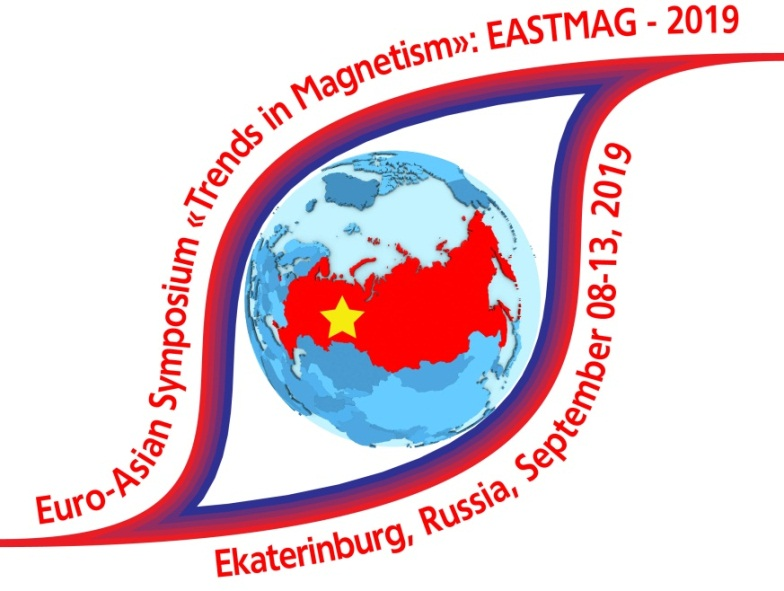 Euro-Asian Symposium «Trends in Magnetism»: EASTMAG - 2019
Ekaterinburg, Russia, September 08-13, 2019